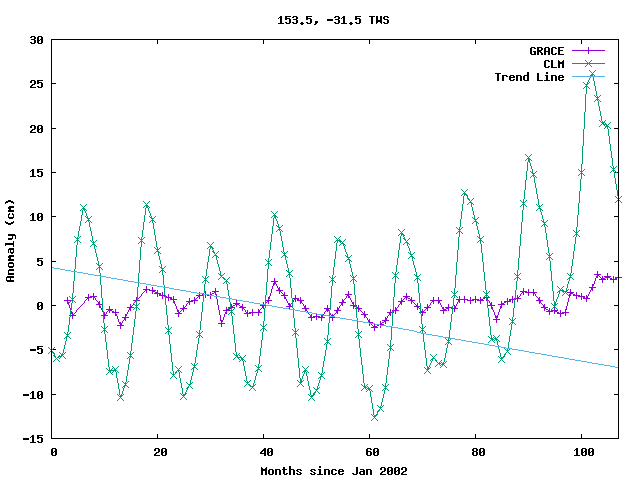 153.5, -31.5 TWS
GRACE
CLM
Trend Line
Anomaly (cm)
30
25
20
15
10
5
0
-5
-10
-15
0 20 40 60 80 100
Months since Jan 2002